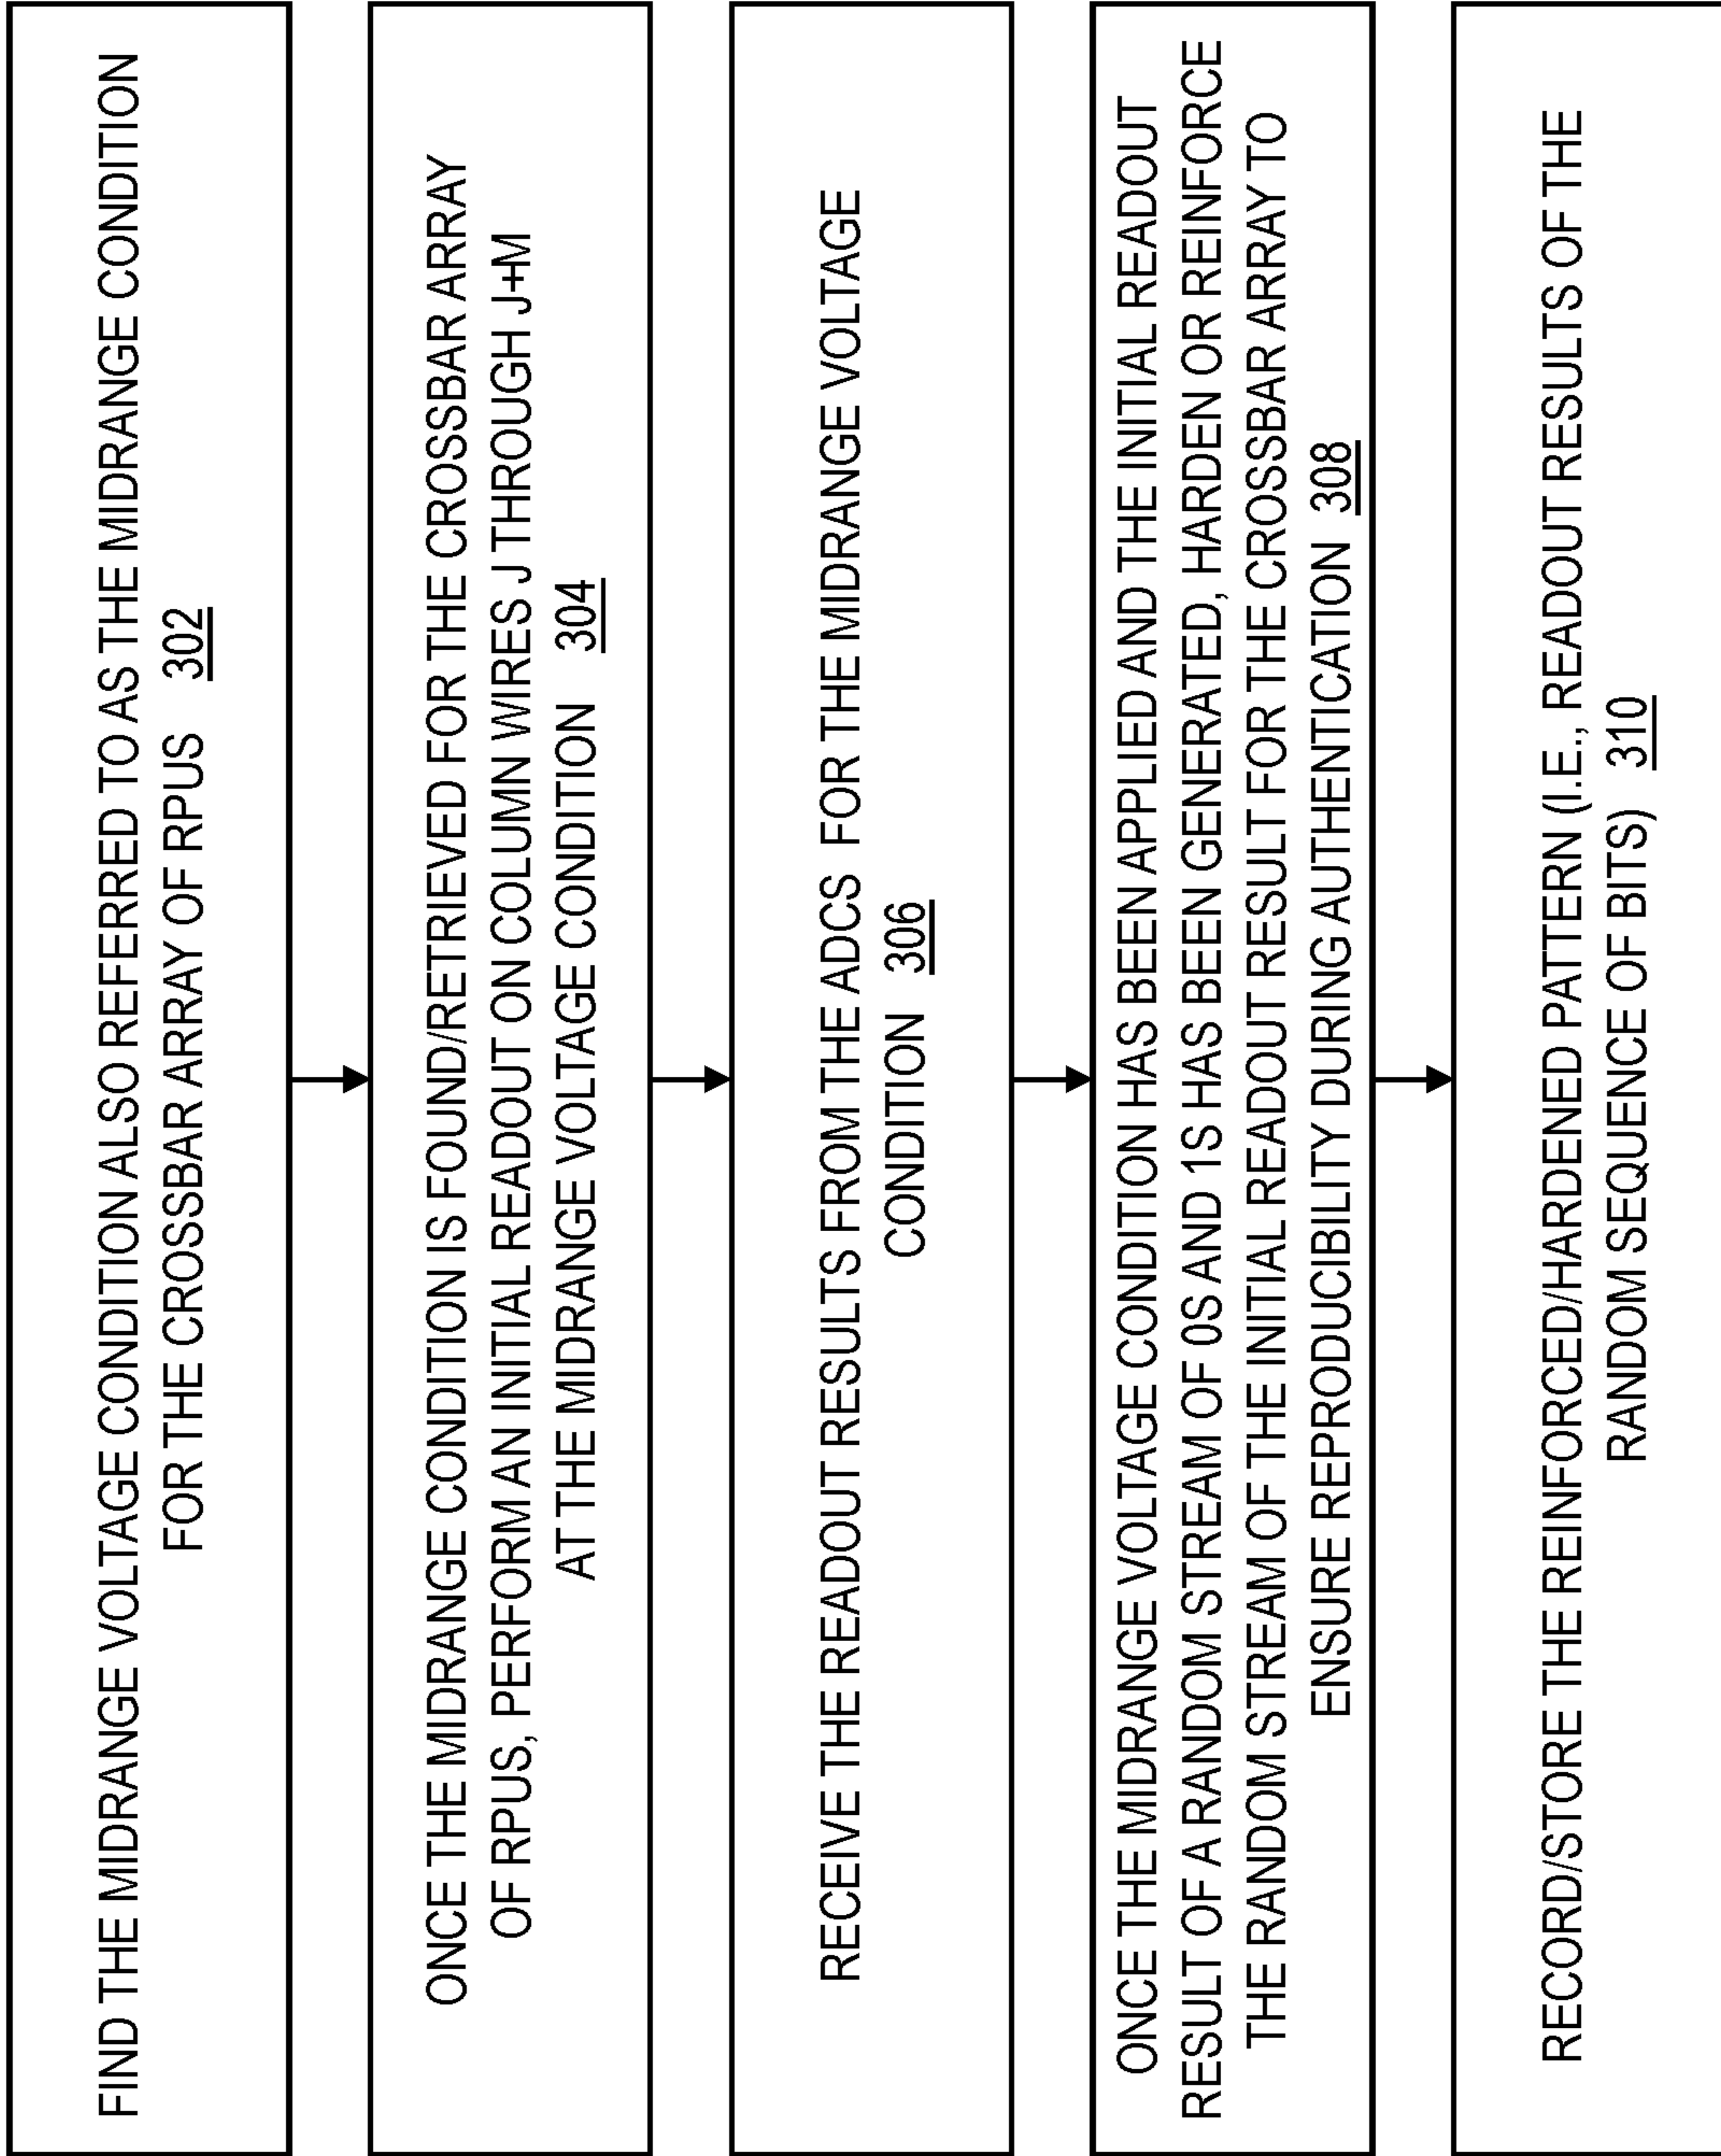 FIND THE MIDRANGE VOLTAGE CONDITION ALSO REFERRED TO AS THE MIDRANGE CONDITION
FOR THE CROSSBAR ARRAY OF RPUS 302
ONCE THE MIDRANGE CONDITION IS FOUND/RETRIEVED FOR THE CROSSBAR ARRAY
OF RPUS, PERFORM AN INITIAL READOUT ON COLUMN WIRES J THROUGH J+M
AT THE MIDRANGE VOLTAGE CONDITION 304
RECEIVE THE READOUT RESULTS FROM THE ADCS FOR THE MIDRANGE VOLTAGE
CONDITION 306
ONCE THE MIDRANGE VOLTAGE CONDITION HAS BEEN APPLIED AND THE INITIAL READOUT
RESULT OF A RANDOM STREAM OF 0S AND 1S HAS BEEN GENERATED, HARDEN OR REINFORCE
THE RANDOM STREAM OF THE INITIAL READOUT RESULT FOR THE CROSSBAR ARRAY TO
ENSURE REPRODUCIBILITY DURING AUTHENTICATION 308
RECORD/STORE THE REINFORCED/HARDENED PATTERN (I.E., READOUT RESULTS OF THE
RANDOM SEQUENCE OF BITS) 310